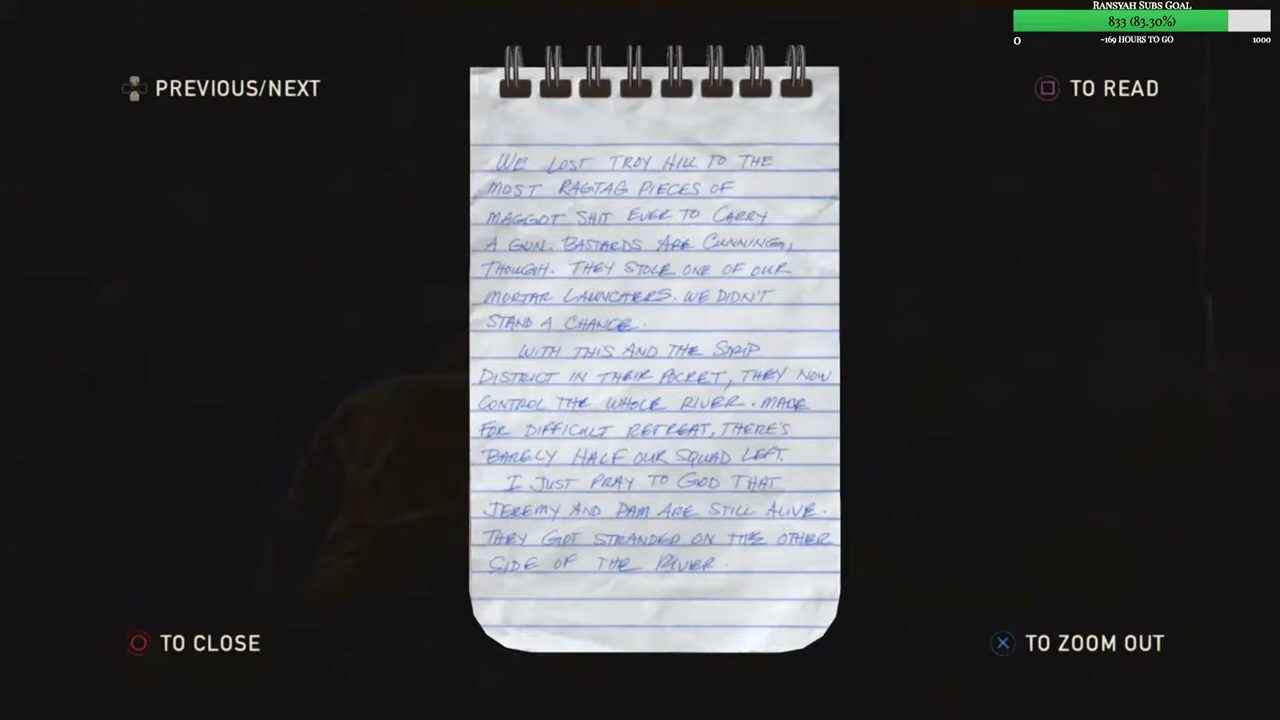 RANSYAH SUBS GOAL
833 (83.30%)
0
~169 HOURS TO GO
1000
PREVIOUS/NEXT
TO READ
WE LOST TROY HILL TO THE
MOST RAGTAG PIECES OF
MAGGOT SHIT EVER TO CARRY
A GUN. BASTARDS ARE CUNNING,
THOUGH. THEY STOLE ONE OF OUR
MORTAR LAUNCHERS. WE DIDN'T
STAND A CHANCE.
WITH THIS AND THE STRIP
DISTRICT IN THEIR POCKET, THEY NOW
CONTROL THE WHOLE RIVER. MADE
FOR DIFFICULT RETREAT, THERE'S
BARELY HALF OUR SQUAD LEFT.
I JUST PRAY TO GOD THAT
JEREMY AND PAM ARE STILL ALIVE.
THEY GOT STRANDED ON THE OTHER
SIDE OF THE RIVER.
TO CLOSE
TO ZOOM OUT